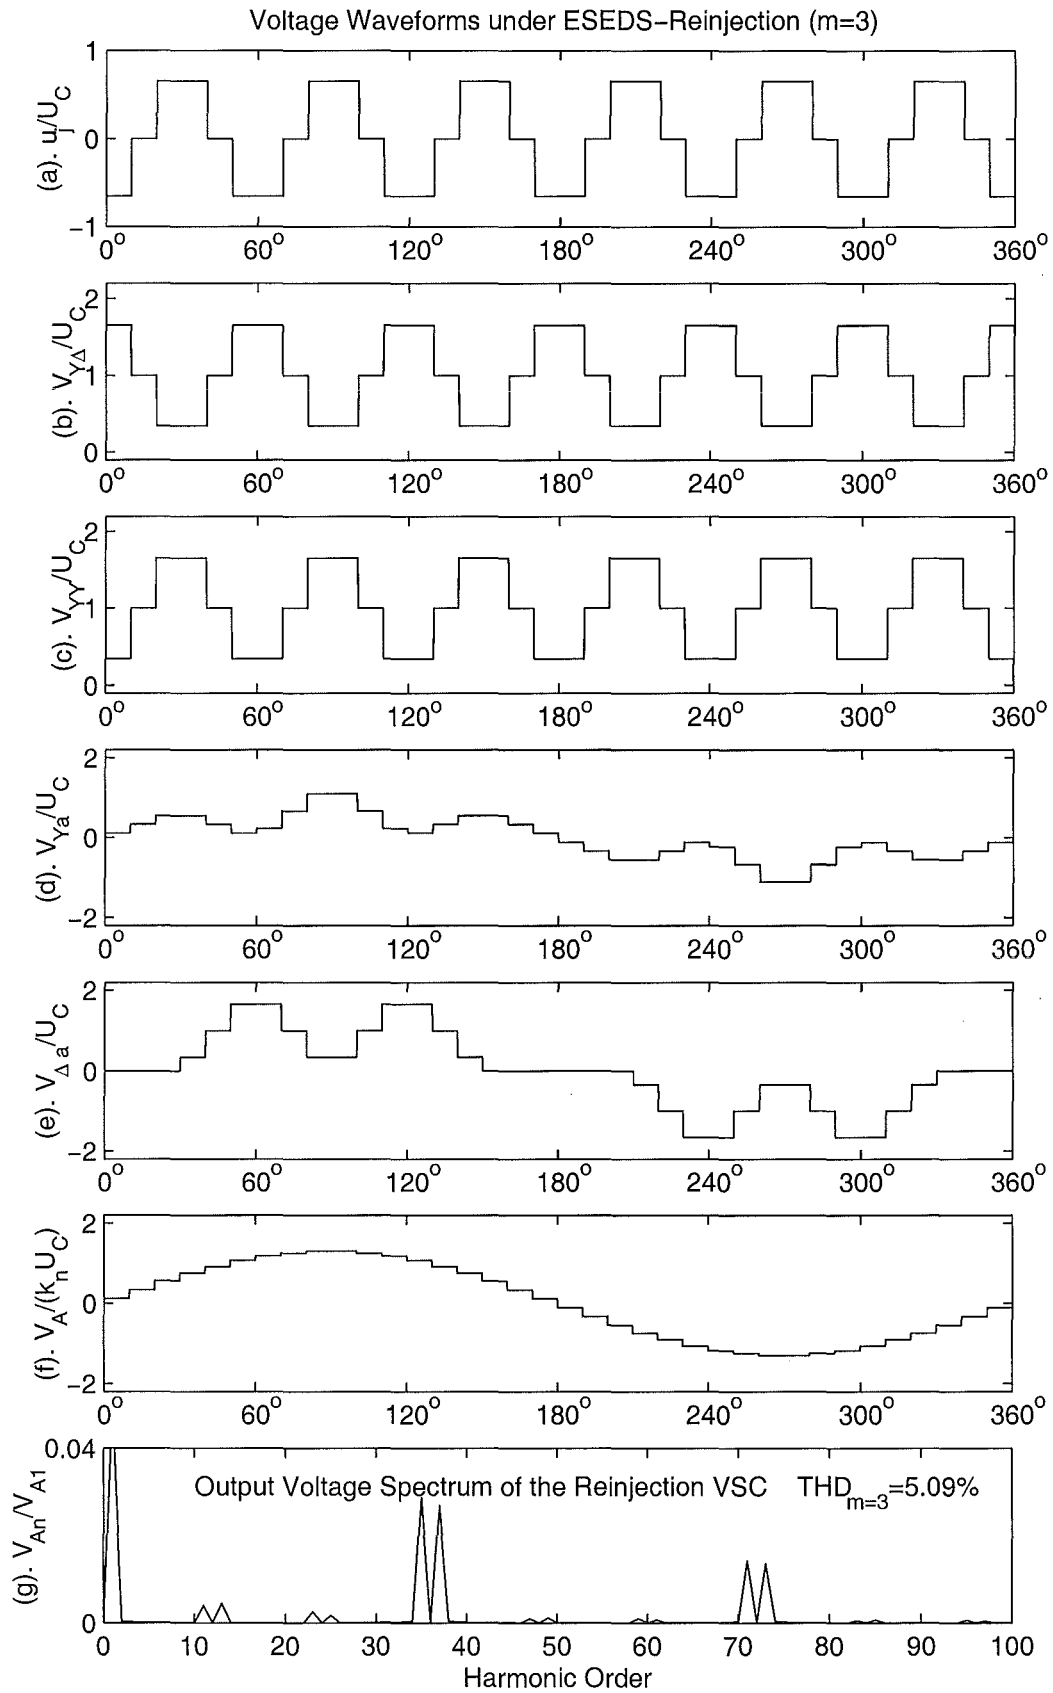 Voltage Waveforms under ESEDS−Reinjection (m=3)
(a). u_j/U_C
1
0
−1
0° 60° 120° 180° 240° 300° 360°
(b). V_YΔ/U_C
2
1
0
0° 60° 120° 180° 240° 300° 360°
(c). V_YY/U_C
2
1
0
0° 60° 120° 180° 240° 300° 360°
(d). V_Ya/U_C
2
0
−2
0° 60° 120° 180° 240° 300° 360°
(e). V_Δa/U_C
2
0
−2
0° 60° 120° 180° 240° 300° 360°
(f). V_A/(k_nU_C)
2
0
−2
0° 60° 120° 180° 240° 300° 360°
(g). V_An/V_A1
0.04
0
Output Voltage Spectrum of the Reinjection VSC THD_m=3=5.09%
0 10 20 30 40 50 60 70 80 90 100
Harmonic Order